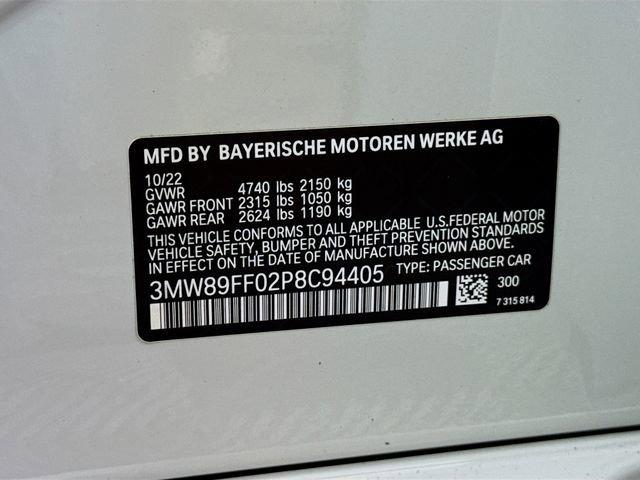 MFD BY BAYERISCHE MOTOREN WERKE AG
10/22
GVWR 4740 lbs 2150 kg
GAWR FRONT 2315 lbs 1050 kg
GAWR REAR 2624 lbs 1190 kg
THIS VEHICLE CONFORMS TO ALL APPLICABLE U.S.FEDERAL MOTOR
VEHICLE SAFETY, BUMPER AND THEFT PREVENTION STANDARDS
IN EFFECT ON THE DATE OF MANUFACTURE SHOWN ABOVE.
3MW89FF02P8C94405 TYPE: PASSENGER CAR
300
7 315 814